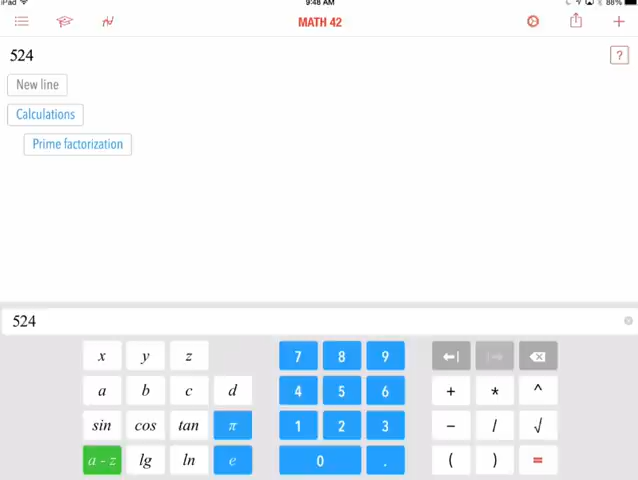 iPad 9:48 AM 88%
MATH 42
524 ?
New line
Calculations
Prime factorization
524
x y z 7 8 9
a b c d 4 5 6 + * ^
sin cos tan π 1 2 3 - / √
a - z lg ln e 0 . ( ) =